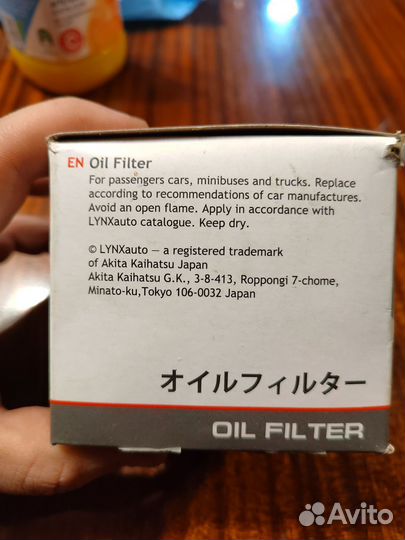 EN Oil Filter
For passengers cars, minibuses and trucks. Replace
according to recommendations of car manufactures.
Avoid an open flame. Apply in accordance with
LYNXauto catalogue. Keep dry.
© LYNXauto — a registered trademark
of Akita Kaihatsu Japan
Akita Kaihatsu G.K., 3-8-413, Roppongi 7-chome,
Minato-ku,Tokyo 106-0032 Japan
オイルフィルター
OIL FILTER
Avito